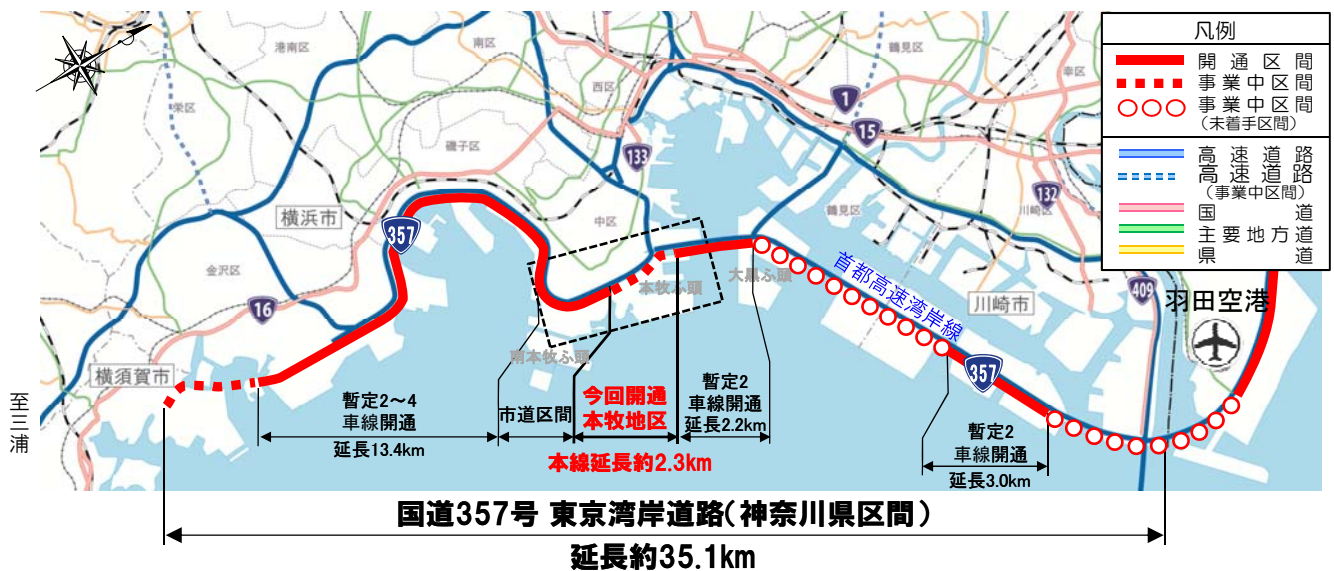 凡例
開通区間
事業中区間
事業中区間
(未着手区間)
高速道路
高速道路
(事業中区間)
国道
主要地方道
県道
港南区
南区
西区
鶴見区
幸区
栄区
磯子区
中区
鶴見区
川崎区
金沢区
横浜市
川崎市
横須賀市
1
15
133
132
409
16
357
357
羽田空港
首都高速湾岸線
大黒ふ頭
本牧ふ頭
南本牧ふ頭
至三浦
暫定2~4
車線開通
延長13.4km
市道区間
今回開通
本牧地区
本線延長約2.3km
暫定2
車線開通
延長2.2km
暫定2
車線開通
延長3.0km
国道357号 東京湾岸道路(神奈川県区間)
延長約35.1km